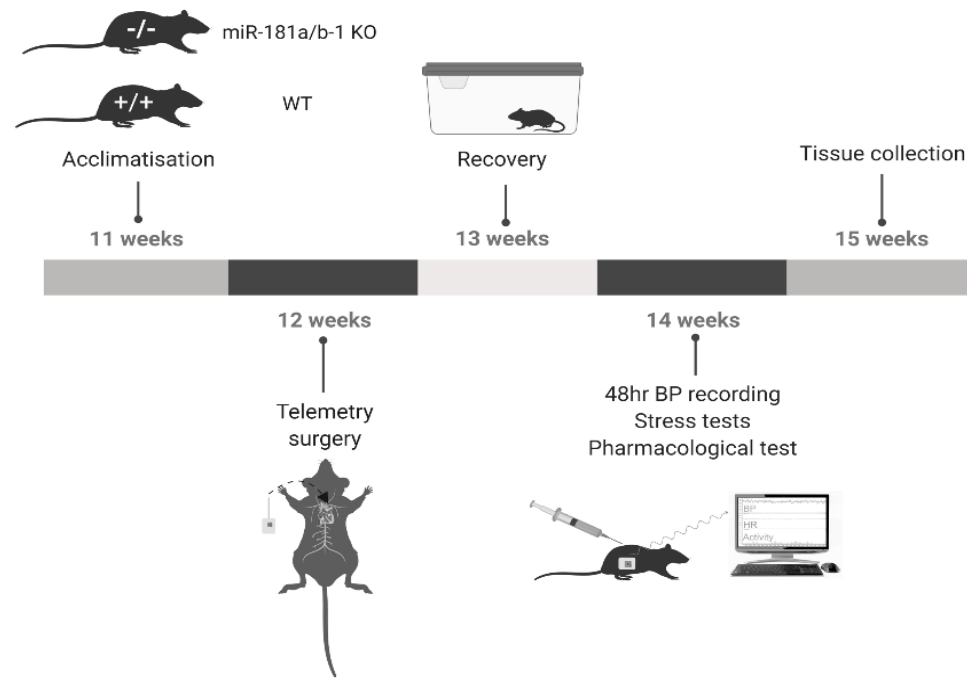 -/-
miR-181a/b-1 KO
+/+
WT
Acclimatisation
Recovery
Tissue collection
11 weeks
13 weeks
15 weeks
12 weeks
14 weeks
Telemetry
surgery
48hr BP recording
Stress tests
Pharmacological test
BP
HR
Activity